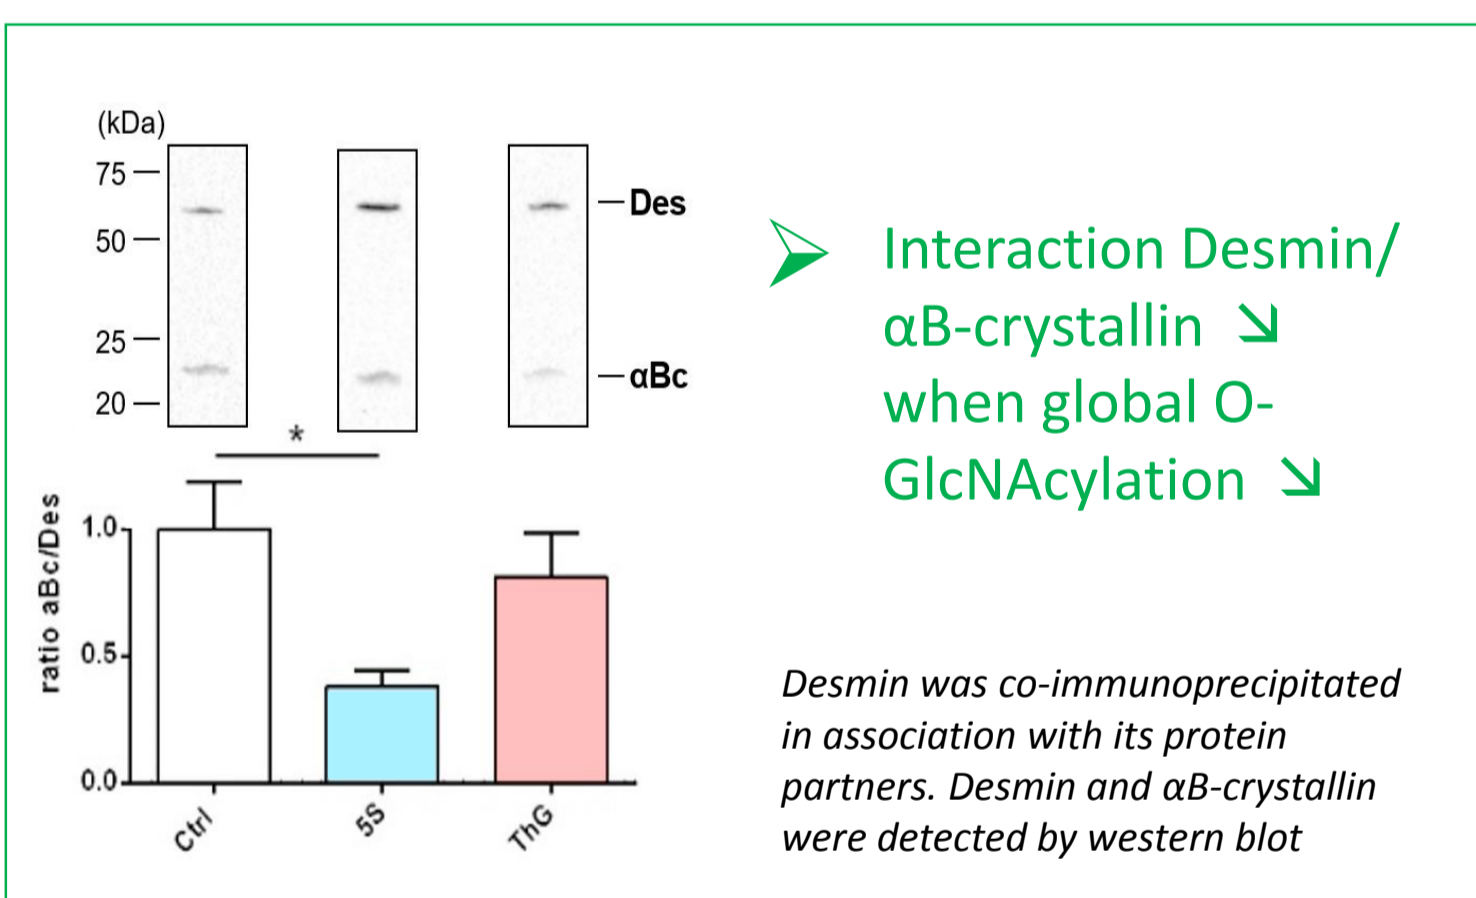 (kDa)
75
50
25
20
Des
αBc
*
ratio aBc/Des
1.0
0.5
0.0
Ctrl
5S
ThG
➢ Interaction Desmin/
αB-crystallin ↘
when global O-
GlcNAcylation ↘
Desmin was co-immunoprecipitated
in association with its protein
partners. Desmin and αB-crystallin
were detected by western blot